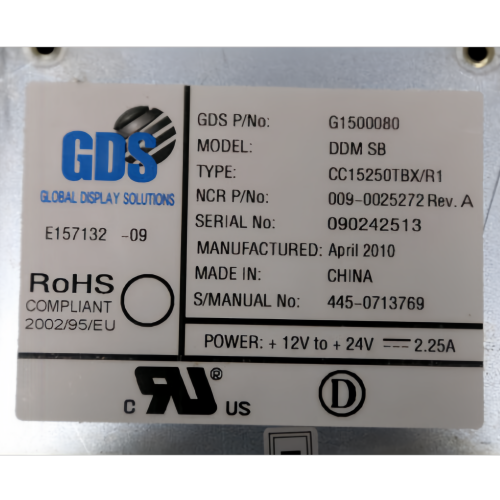 GDS
GLOBAL DISPLAY SOLUTIONS
E157132 -09
RoHS
COMPLIANT
2002/95/EU
GDS P/No: G1500080
MODEL: DDM SB
TYPE: CC15250TBX/R1
NCR P/No: 009-0025272 Rev. A
SERIAL No: 090242513
MANUFACTURED: April 2010
MADE IN: CHINA
S/MANUAL No: 445-0713769
POWER: + 12V to + 24V ⎓ 2.25A
C RU® US
D